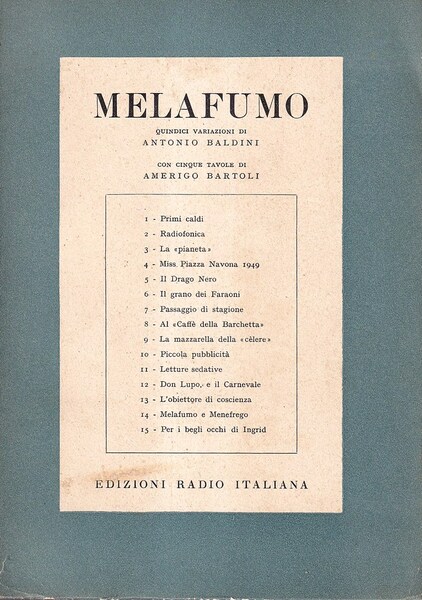 MELAFUMO
QUINDICI VARIAZIONI DI
ANTONIO BALDINI
CON CINQUE TAVOLE DI
AMERIGO BARTOLI
1 - Primi caldi
2 - Radiofonica
3 - La «pianeta»
4 - Miss Piazza Navona 1949
5 - Il Drago Nero
6 - Il grano dei Faraoni
7 - Passaggio di stagione
8 - Al «Caffè della Barchetta»
9 - La mazzarella della «cèlere»
10 - Piccola pubblicità
11 - Letture sedative
12 - Don Lupo, e il Carnevale
13 - L'obiettore di coscienza
14 - Melafumo e Menefrego
15 - Per i begli occhi di Ingrid
EDIZIONI RADIO ITALIANA